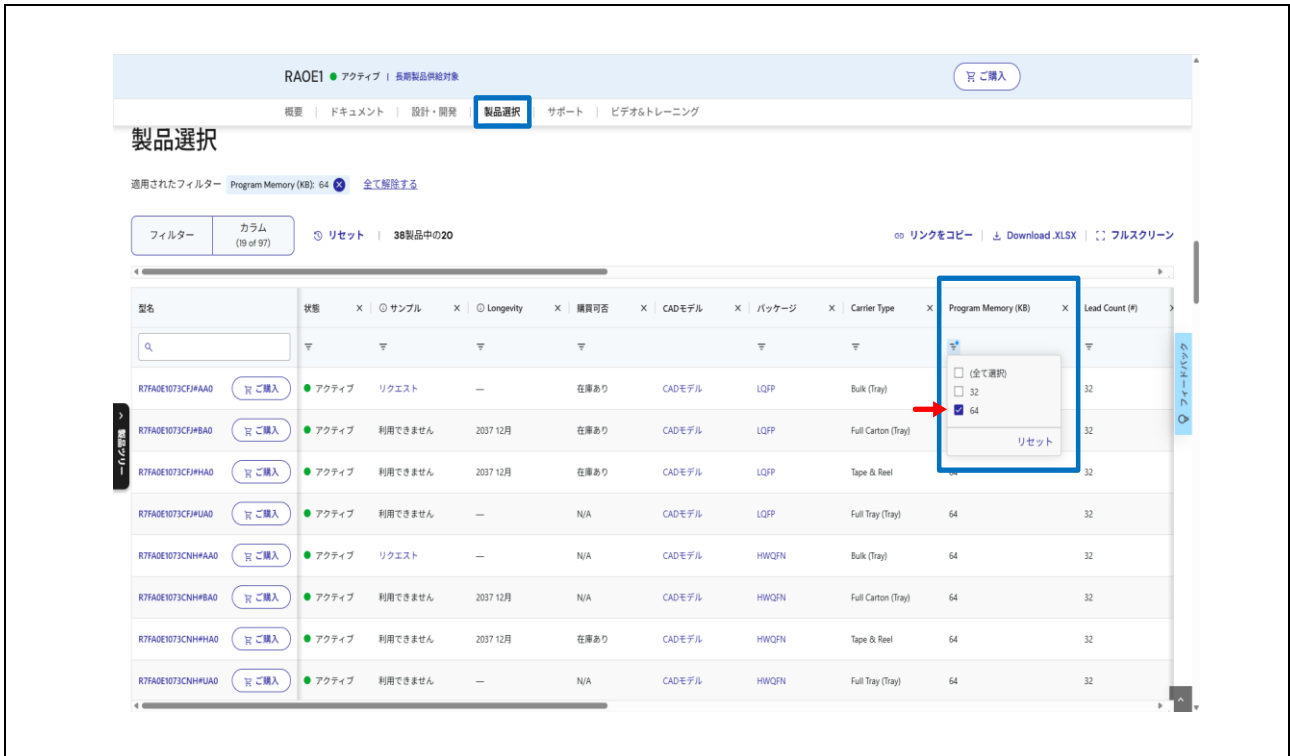 RA0E1 アクティブ | 長期製品供給対象 ご購入
概要 | ドキュメント | 設計・開発 | 製品選択 | サポート | ビデオ&トレーニング
製品選択
適用されたフィルター Program Memory (KB): 64 全て解除する
フィルター カラム (19 of 97) リセット | 38製品中の20 リンクをコピー | Download .XLSX | フルスクリーン
型名 状態 X サンプル X Longevity X 購買可否 X CADモデル X パッケージ X Carrier Type X Program Memory (KB) X Lead Count (#)
(全て選択)
32
64
リセット
R7FA0E1073CFJ#AA0 ご購入 アクティブ リクエスト — 在庫あり CADモデル LQFP Bulk (Tray) 32
R7FA0E1073CFJ#BA0 ご購入 アクティブ 利用できません 2037 12月 在庫あり CADモデル LQFP Full Carton (Tray) 32
R7FA0E1073CFJ#HA0 ご購入 アクティブ 利用できません 2037 12月 在庫あり CADモデル LQFP Tape & Reel 64 32
R7FA0E1073CFJ#UA0 ご購入 アクティブ 利用できません — N/A CADモデル LQFP Full Tray (Tray) 64 32
R7FA0E1073CNH#AA0 ご購入 アクティブ リクエスト — N/A CADモデル HWQFN Bulk (Tray) 64 32
R7FA0E1073CNH#BA0 ご購入 アクティブ 利用できません 2037 12月 N/A CADモデル HWQFN Full Carton (Tray) 64 32
R7FA0E1073CNH#HA0 ご購入 アクティブ 利用できません 2037 12月 在庫あり CADモデル HWQFN Tape & Reel 64 32
R7FA0E1073CNH#UA0 ご購入 アクティブ 利用できません — N/A CADモデル HWQFN Full Tray (Tray) 64 32
製品ツリー
フィードバック